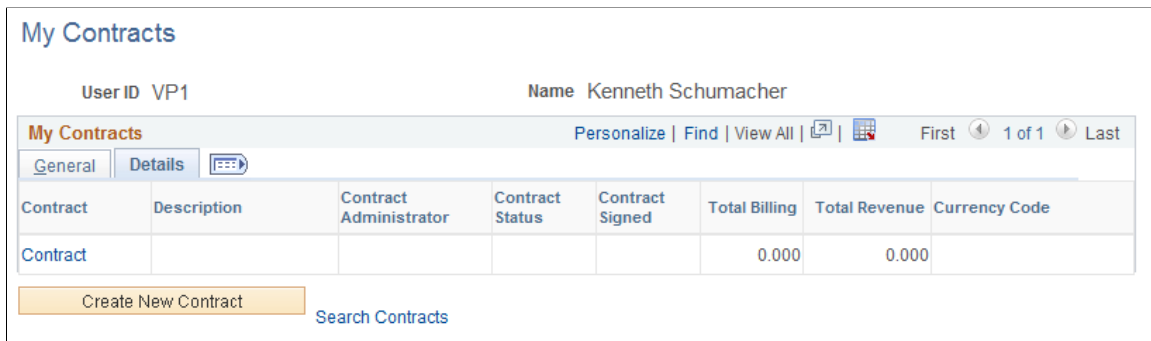 My Contracts
User ID VP1 Name Kenneth Schumacher
My Contracts Personalize | Find | View All | | First 1 of 1 Last
General Details
Contract Description Contract Administrator Contract Status Contract Signed Total Billing Total Revenue Currency Code
Contract 0.000 0.000
Create New Contract Search Contracts